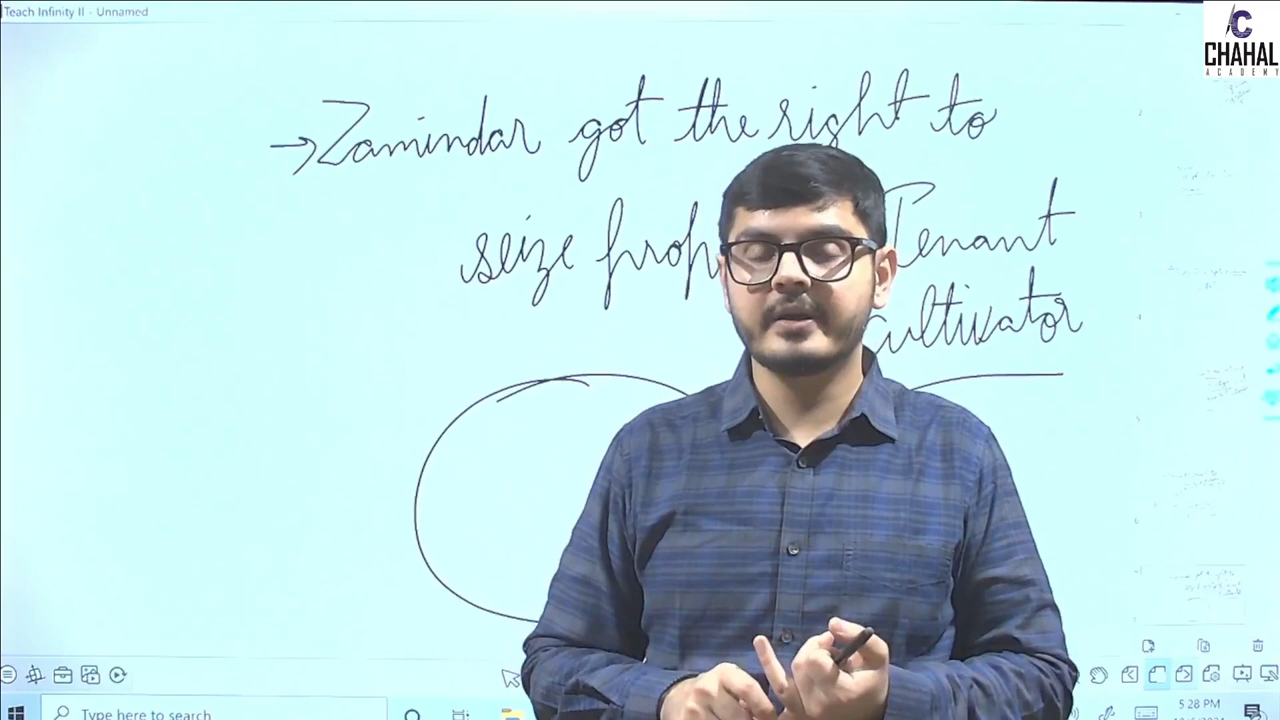 Teach Infinity II - Unnamed
CHAHAL
ACADEMY
→Zamindar got the right to
seize prop Tenant
cultivator
Type here to search
5:28 PM